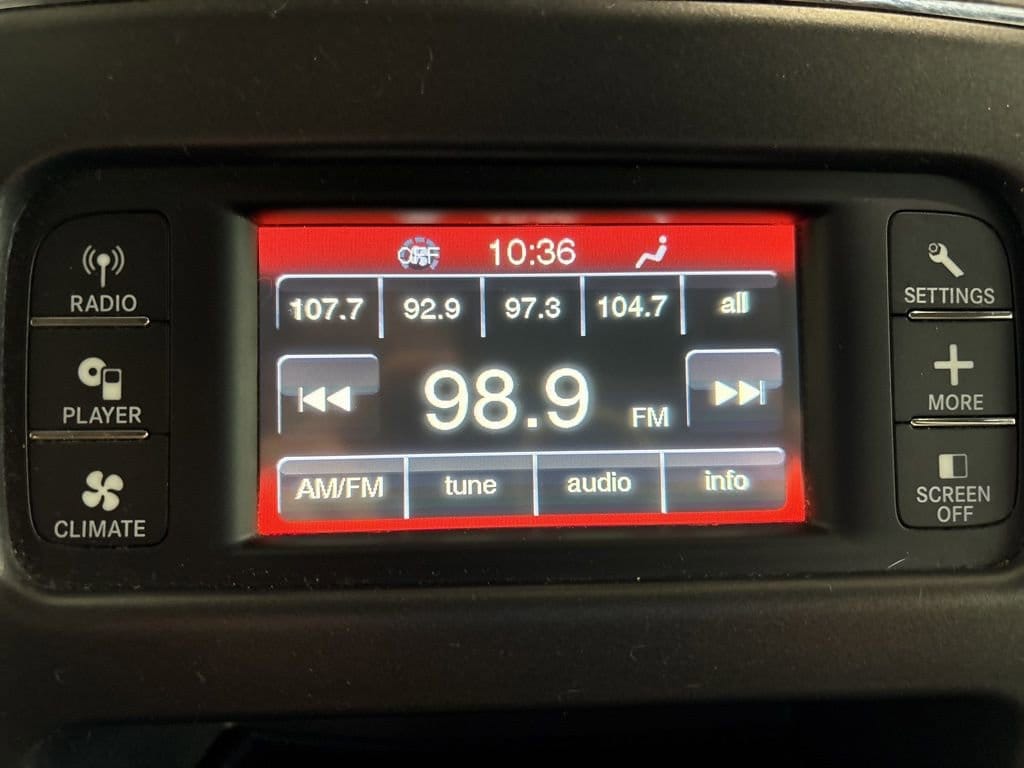 OFF 10:36
107.7 92.9 97.3 104.7 all
98.9 FM
AM/FM tune audio info
RADIO
PLAYER
CLIMATE
SETTINGS
MORE
SCREEN
OFF